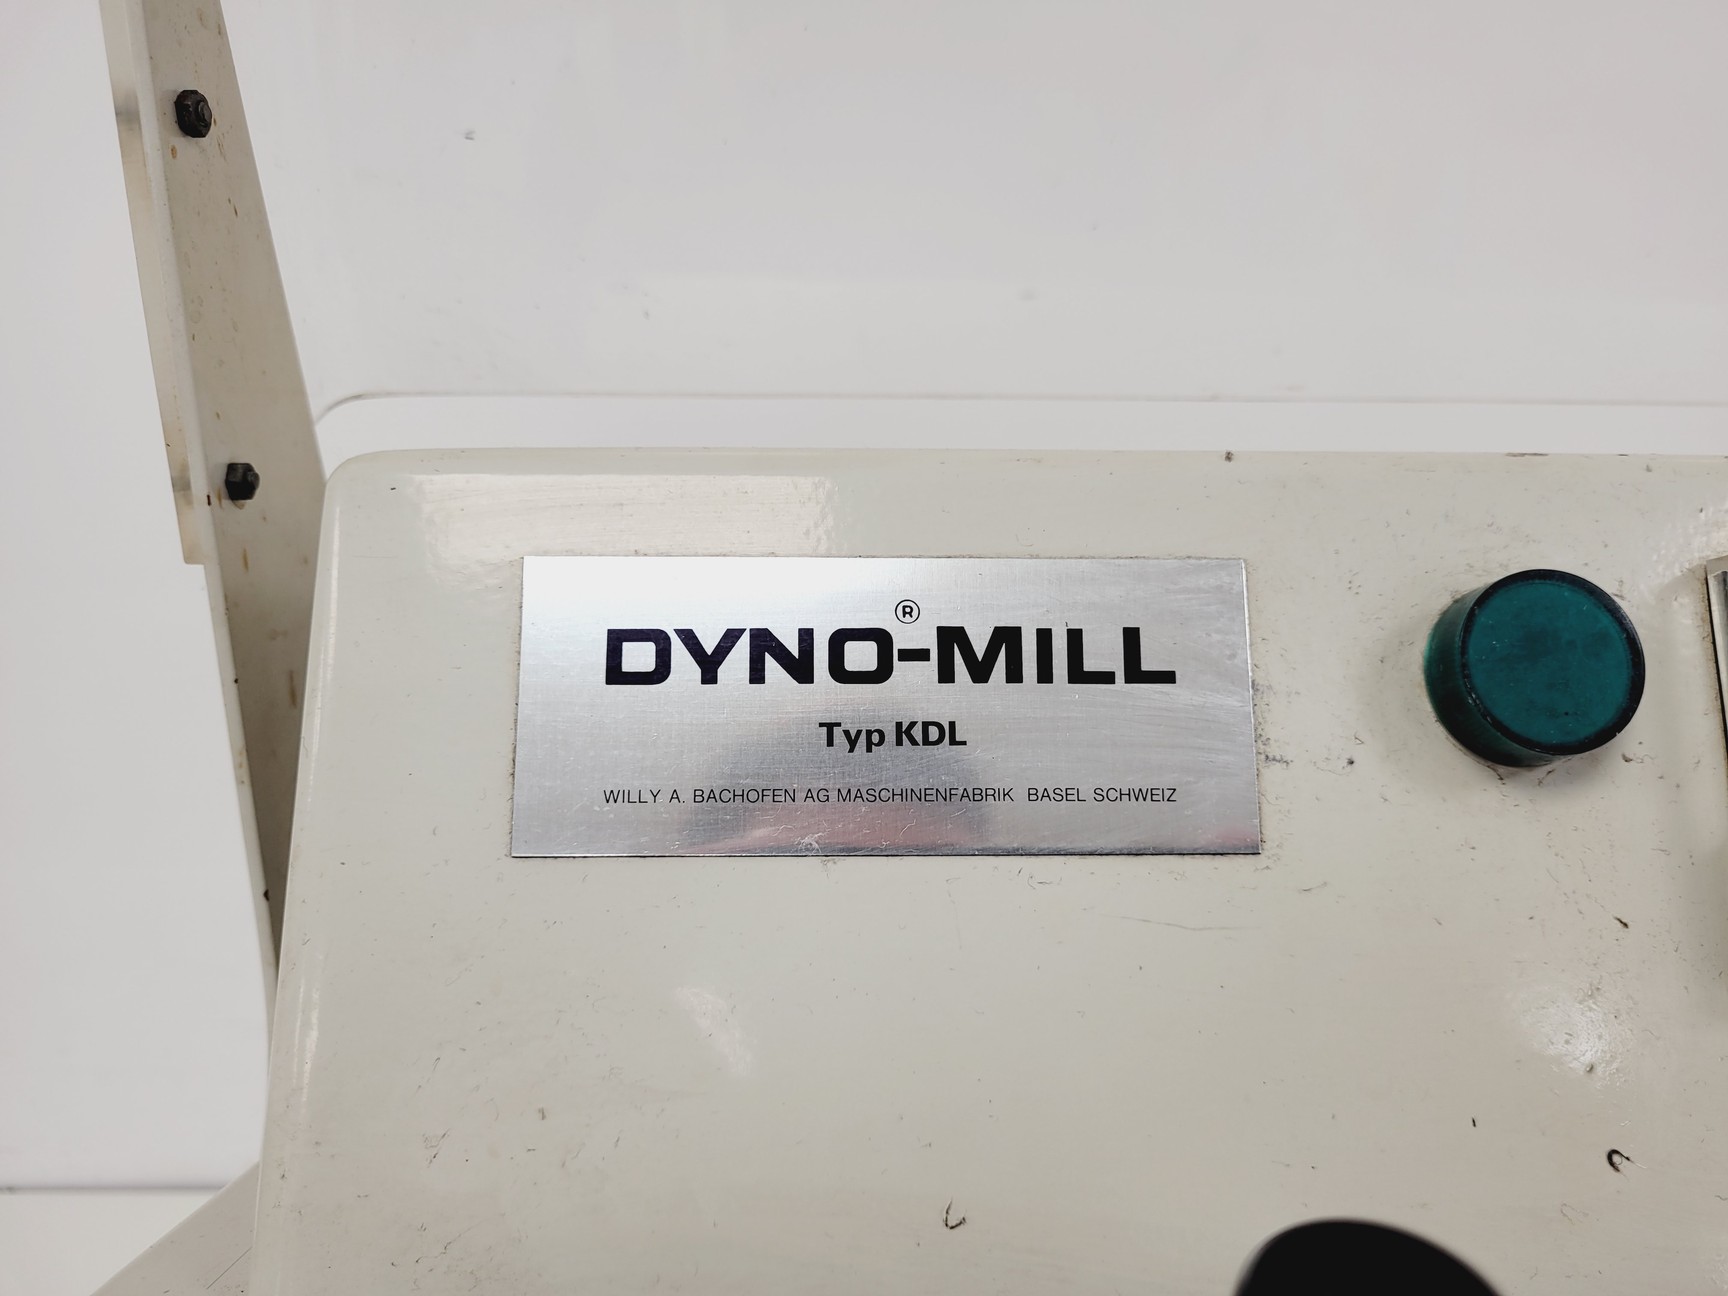 DYNO®-MILL
Typ KDL
WILLY A. BACHOFEN AG MASCHINENFABRIK BASEL SCHWEIZ